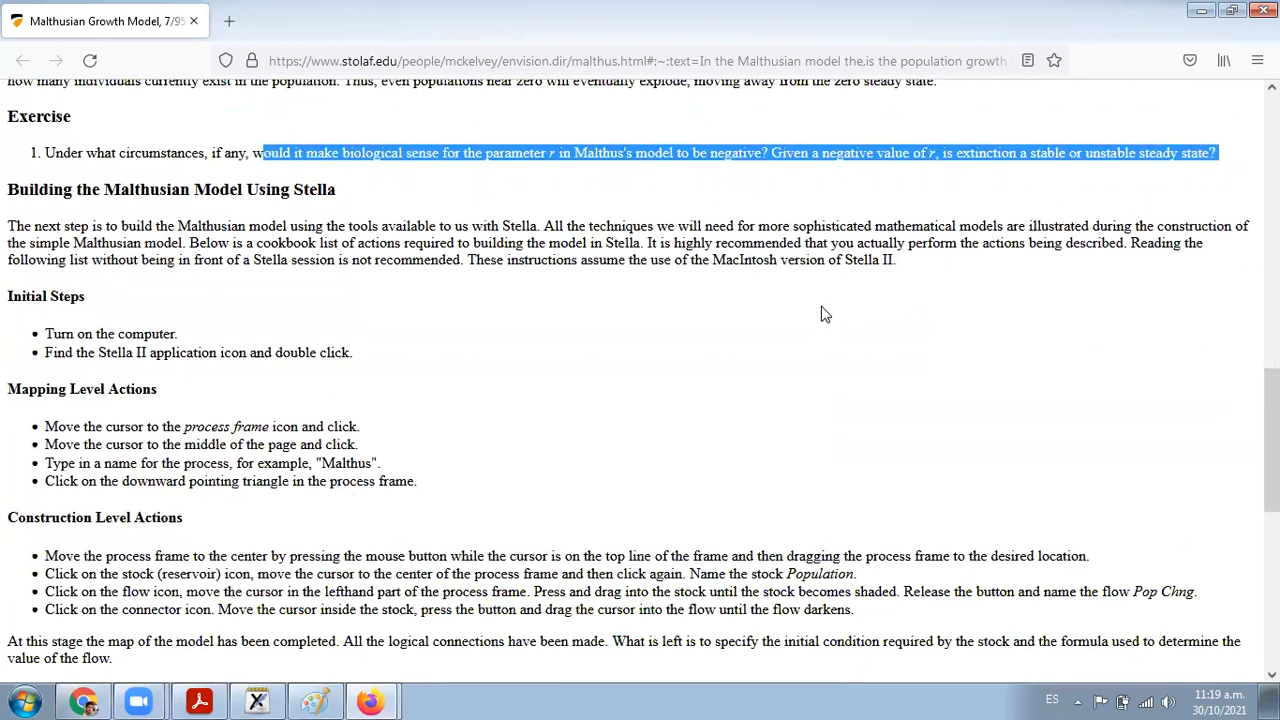 Malthusian Growth Model, 7/95
https://www.stolaf.edu/people/mckelvey/envision.dir/malthus.html#:~:text=In the Malthusian model the,is the population growth
how many individuals currently exist in the population. Thus, even populations near zero will eventually explode, moving away from the zero steady state.
Exercise
1. Under what circumstances, if any, would it make biological sense for the parameter r in Malthus's model to be negative? Given a negative value of r, is extinction a stable or unstable steady state?
Building the Malthusian Model Using Stella
The next step is to build the Malthusian model using the tools available to us with Stella. All the techniques we will need for more sophisticated mathematical models are illustrated during the construction of
the simple Malthusian model. Below is a cookbook list of actions required to building the model in Stella. It is highly recommended that you actually perform the actions being described. Reading the
following list without being in front of a Stella session is not recommended. These instructions assume the use of the MacIntosh version of Stella II.
Initial Steps
• Turn on the computer.
• Find the Stella II application icon and double click.
Mapping Level Actions
• Move the cursor to the process frame icon and click.
• Move the cursor to the middle of the page and click.
• Type in a name for the process, for example, "Malthus".
• Click on the downward pointing triangle in the process frame.
Construction Level Actions
• Move the process frame to the center by pressing the mouse button while the cursor is on the top line of the frame and then dragging the process frame to the desired location.
• Click on the stock (reservoir) icon, move the cursor to the center of the process frame and then click again. Name the stock Population.
• Click on the flow icon, move the cursor in the lefthand part of the process frame. Press and drag into the stock until the stock becomes shaded. Release the button and name the flow Pop Chng.
• Click on the connector icon. Move the cursor inside the stock, press the button and drag the cursor into the flow until the flow darkens.
At this stage the map of the model has been completed. All the logical connections have been made. What is left is to specify the initial condition required by the stock and the formula used to determine the
value of the flow.
ES
11:19 a.m.
30/10/2021